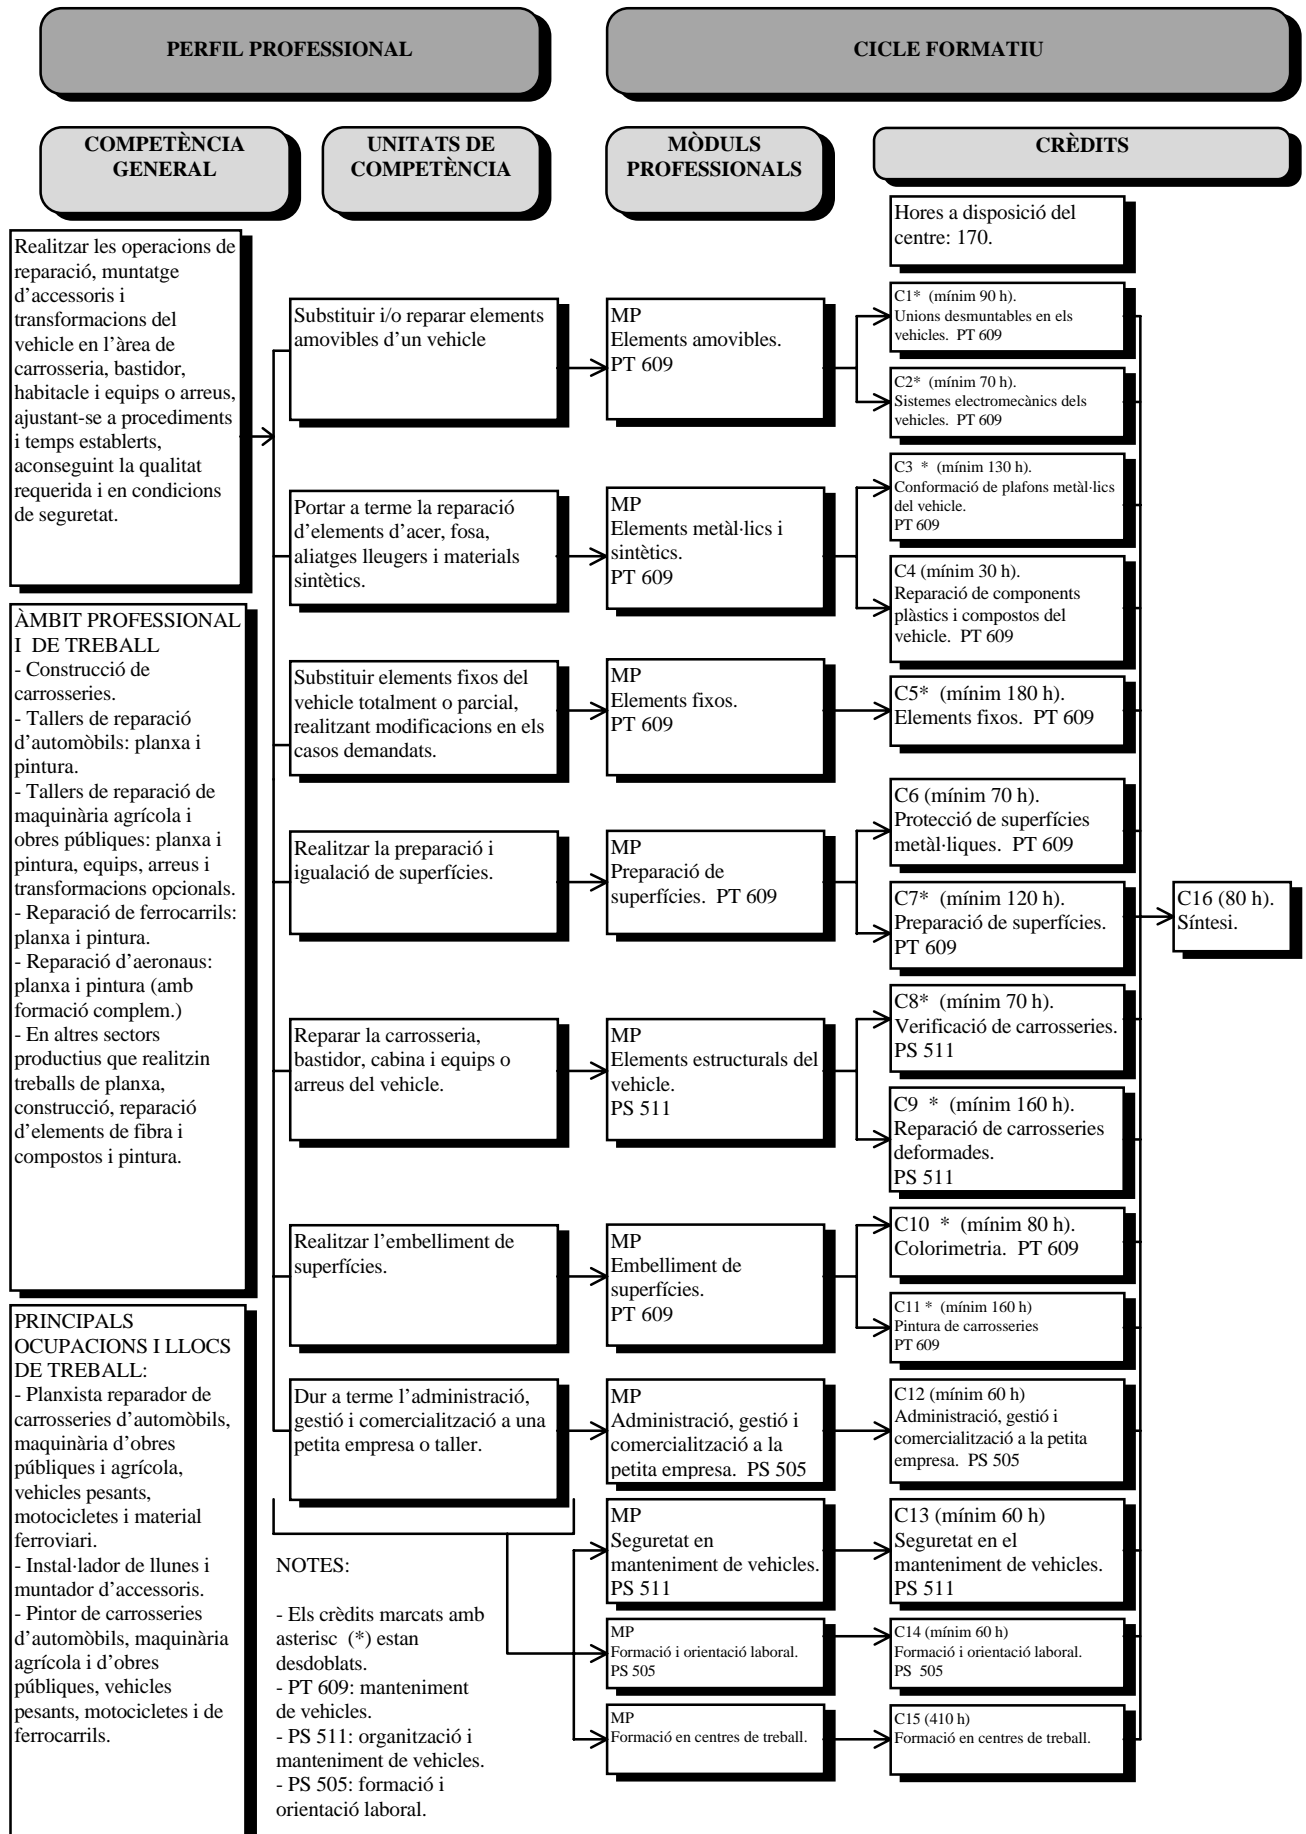 PERFIL PROFESSIONAL
CICLE FORMATIU
COMPETÈNCIA
GENERAL
UNITATS DE
COMPETÈNCIA
MÒDULS
PROFESSIONALS
CRÈDITS
Realitzar les operacions de
reparació, muntatge
d’accessoris i
transformacions del
vehicle en l’àrea de
carrosseria, bastidor,
habitacle i equips o arreus,
ajustant-se a procediments
i temps establerts,
aconseguint la qualitat
requerida i en condicions
de seguretat.
ÀMBIT PROFESSIONAL
I DE TREBALL
- Construcció de
carrosseries.
- Tallers de reparació
d’automòbils: planxa i
pintura.
- Tallers de reparació de
maquinària agrícola i
obres públiques: planxa i
pintura, equips, arreus i
transformacions opcionals.
- Reparació de ferrocarrils:
planxa i pintura.
- Reparació d’aeronaus:
planxa i pintura (amb
formació complem.)
- En altres sectors
productius que realitzin
treballs de planxa,
construcció, reparació
d’elements de fibra i
compostos i pintura.
PRINCIPALS
OCUPACIONS I LLOCS
DE TREBALL:
- Planxista reparador de
carrosseries d’automòbils,
maquinària d’obres
públiques i agrícola,
vehicles pesants,
motocicletes i material
ferroviari.
- Instal·lador de llunes i
muntador d’accessoris.
- Pintor de carrosseries
d’automòbils, maquinària
agrícola i d’obres
públiques, vehicles
pesants, motocicletes i de
ferrocarrils.
Substituir i/o reparar elements
amovibles d’un vehicle
Portar a terme la reparació
d’elements d’acer, fosa,
aliatges lleugers i materials
sintètics.
Substituir elements fixos del
vehicle totalment o parcial,
realitzant modificacions en els
casos demandats.
Realitzar la preparació i
igualació de superfícies.
Reparar la carrosseria,
bastidor, cabina i equips o
arreus del vehicle.
Realitzar l’embelliment de
superfícies.
Dur a terme l’administració,
gestió i comercialització a una
petita empresa o taller.
NOTES:
- Els crèdits marcats amb
asterisc (*) estan
desdoblats.
- PT 609: manteniment
de vehicles.
- PS 511: organització i
manteniment de vehicles.
- PS 505: formació i
orientació laboral.
MP
Elements amovibles.
PT 609
MP
Elements metàl·lics i
sintètics.
PT 609
MP
Elements fixos.
PT 609
MP
Preparació de
superfícies. PT 609
MP
Elements estructurals del
vehicle.
PS 511
MP
Embelliment de
superfícies.
PT 609
MP
Administració, gestió i
comercialització a la
petita empresa. PS 505
MP
Seguretat en
manteniment de vehicles.
PS 511
MP
Formació i orientació laboral.
PS 505
MP
Formació en centres de treball.
Hores a disposició del
centre: 170.
C1* (mínim 90 h).
Unions desmuntables en els
vehicles. PT 609
C2* (mínim 70 h).
Sistemes electromecànics dels
vehicles. PT 609
C3 * (mínim 130 h).
Conformació de plafons metàl·lics
del vehicle.
PT 609
C4 (mínim 30 h).
Reparació de components
plàstics i compostos del
vehicle. PT 609
C5* (mínim 180 h).
Elements fixos. PT 609
C6 (mínim 70 h).
Protecció de superfícies
metàl·liques. PT 609
C7* (mínim 120 h).
Preparació de superfícies.
PT 609
C8* (mínim 70 h).
Verificació de carrosseries.
PS 511
C9 * (mínim 160 h).
Reparació de carrosseries
deformades.
PS 511
C10 * (mínim 80 h).
Colorimetria. PT 609
C11 * (mínim 160 h)
Pintura de carrosseries
PT 609
C12 (mínim 60 h)
Administració, gestió i
comercialització a la petita
empresa. PS 505
C13 (mínim 60 h)
Seguretat en el
manteniment de vehicles.
PS 511
C14 (mínim 60 h)
Formació i orientació laboral.
PS 505
C15 (410 h)
Formació en centres de treball.
C16 (80 h).
Síntesi.